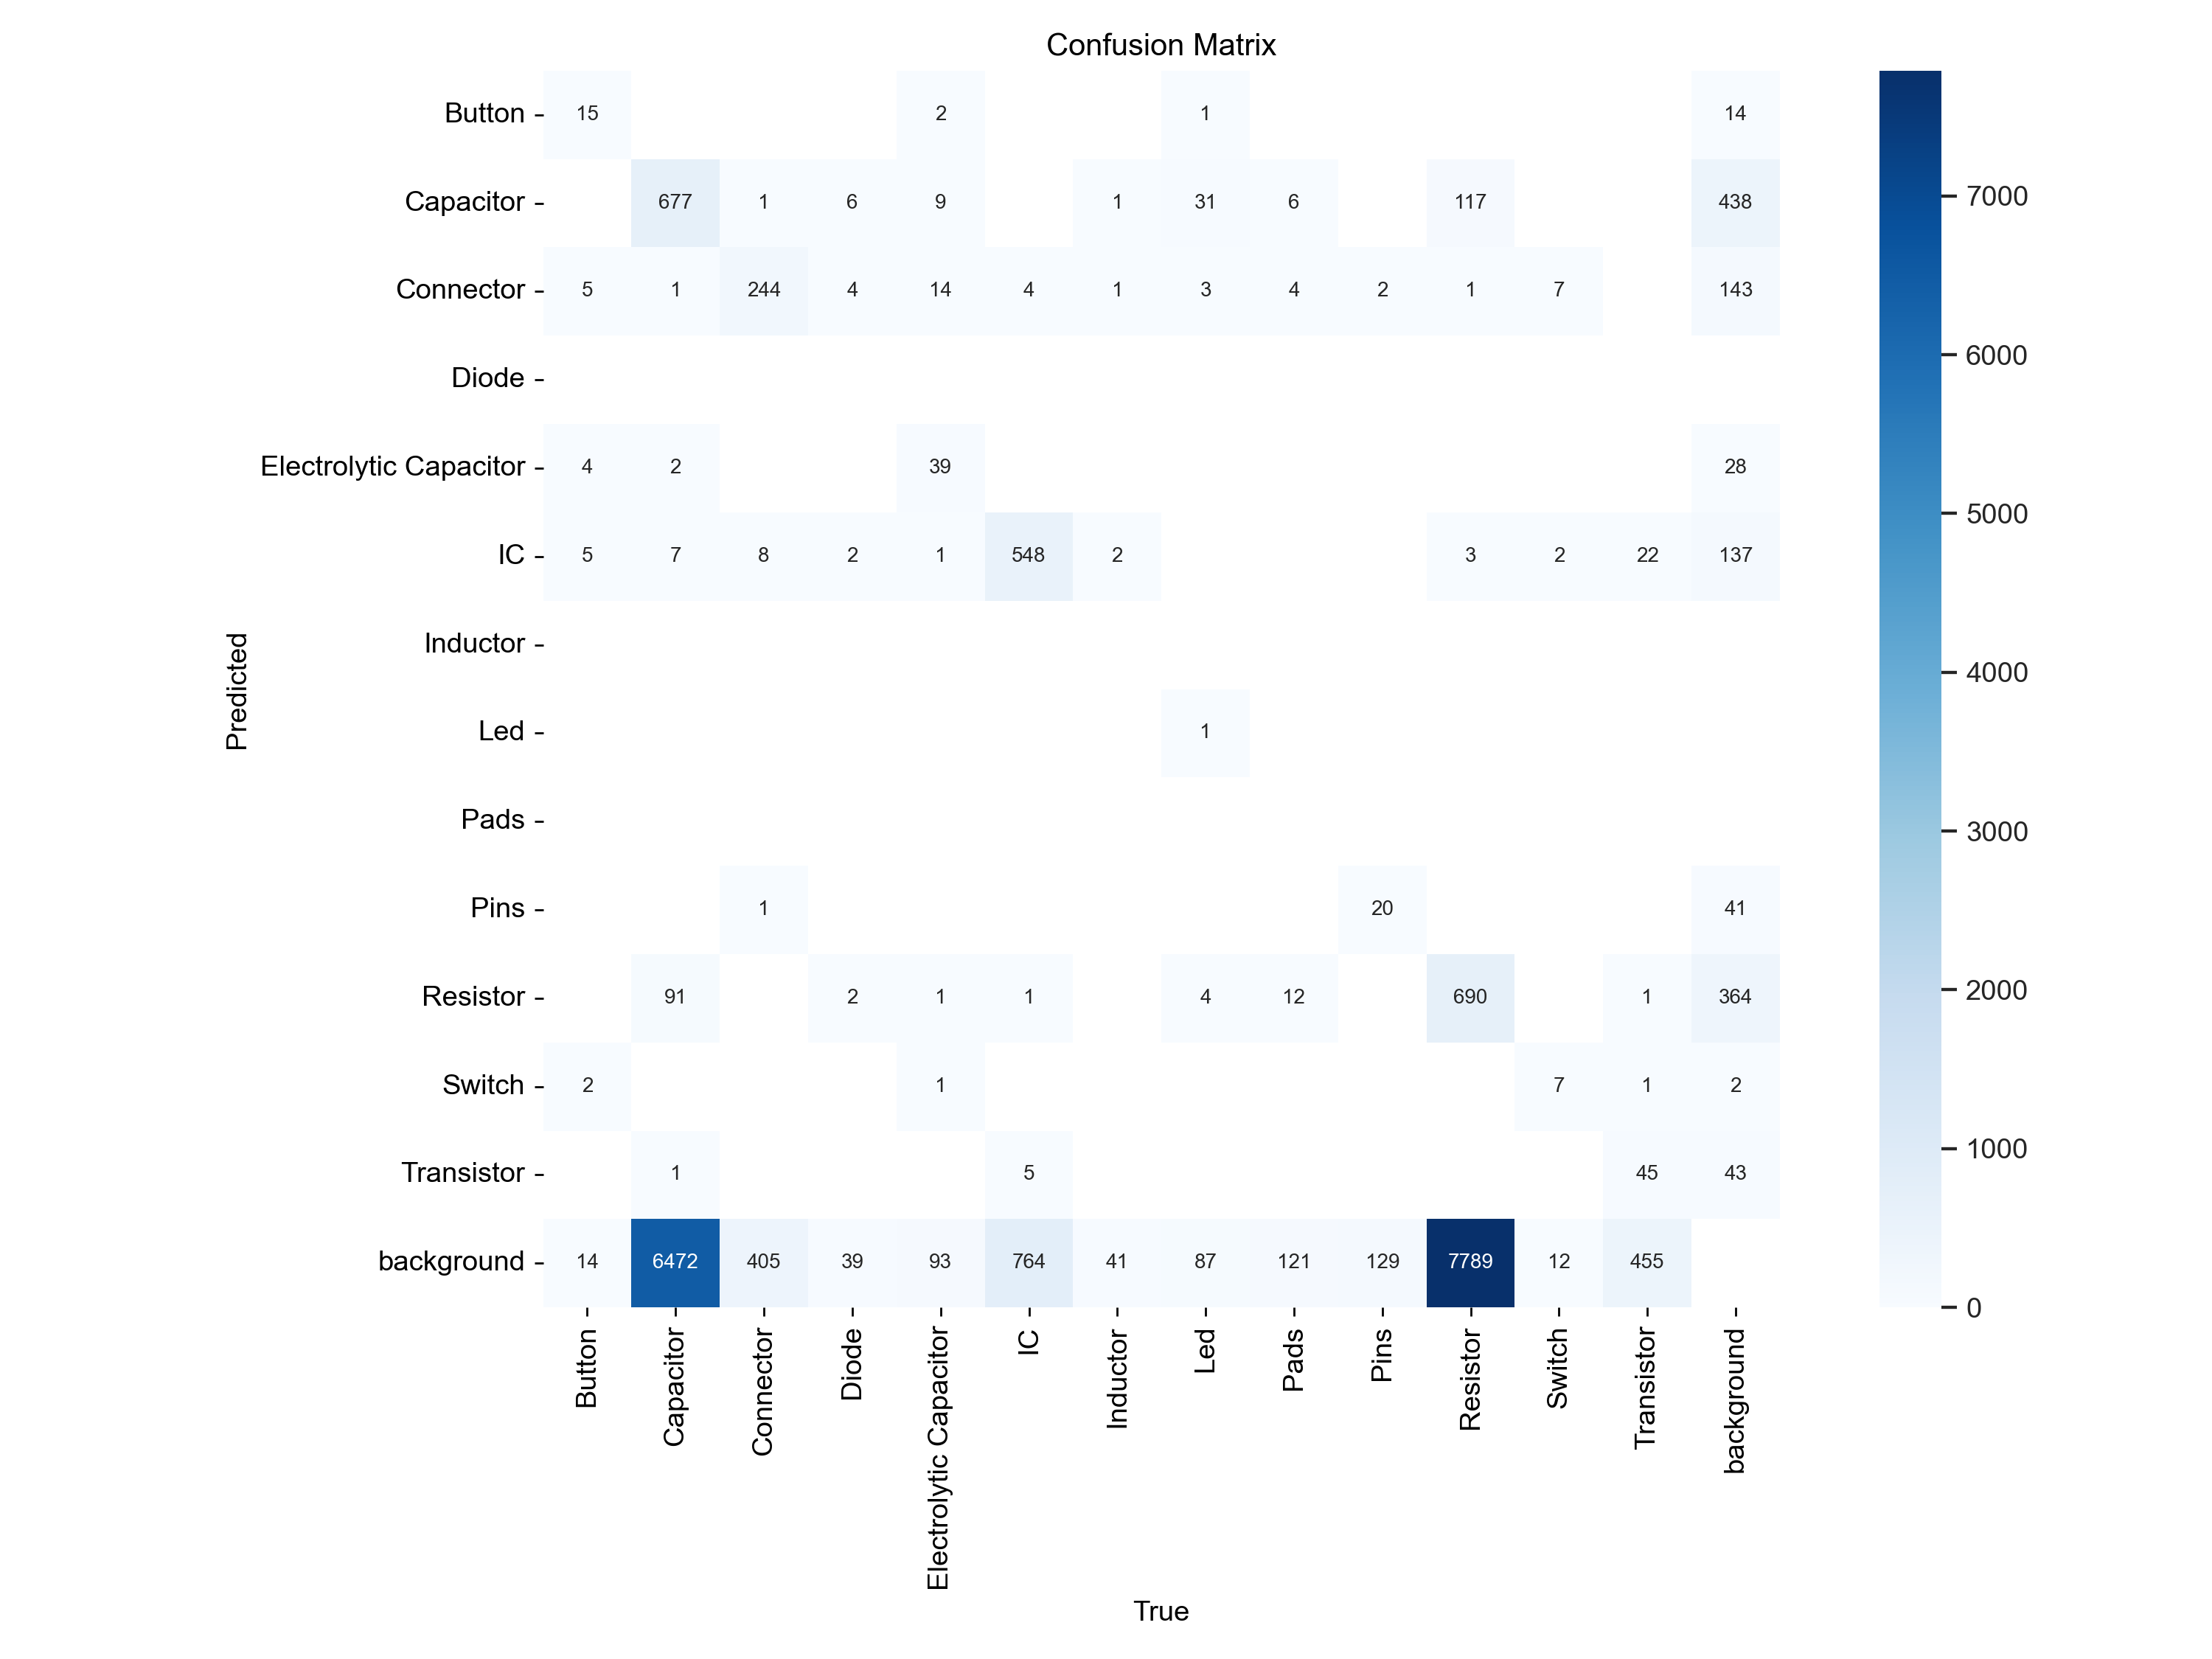 Confusion Matrix
Button 15 2 1 14
Capacitor 677 1 6 9 1 31 6 117 438
7000
Connector 5 1 244 4 14 4 1 3 4 2 1 7 143
6000
Diode
Electrolytic Capacitor 4 2 39 28
5000
IC 5 7 8 2 1 548 2 3 2 22 137
Inductor
4000
Predicted
Led 1
Pads
3000
Pins 1 20 41
Resistor 91 2 1 1 4 12 690 1 364
2000
Switch 2 1 7 1 2
Transistor 1 5 45 43
1000
background 14 6472 405 39 93 764 41 87 121 129 7789 12 455
0
Button
Capacitor
Connector
Diode
Electrolytic Capacitor
IC
Inductor
Led
Pads
Pins
Resistor
Switch
Transistor
background
True